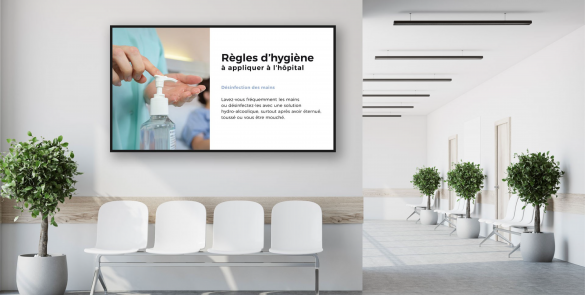 Règles d'hygiène
à appliquer à l'hôpital
Désinfection des mains
Lavez-vous fréquemment les mains
ou désinfectez-les avec une solution
hydro-alcoolique, surtout après avoir éternué,
toussé ou vous être mouché.